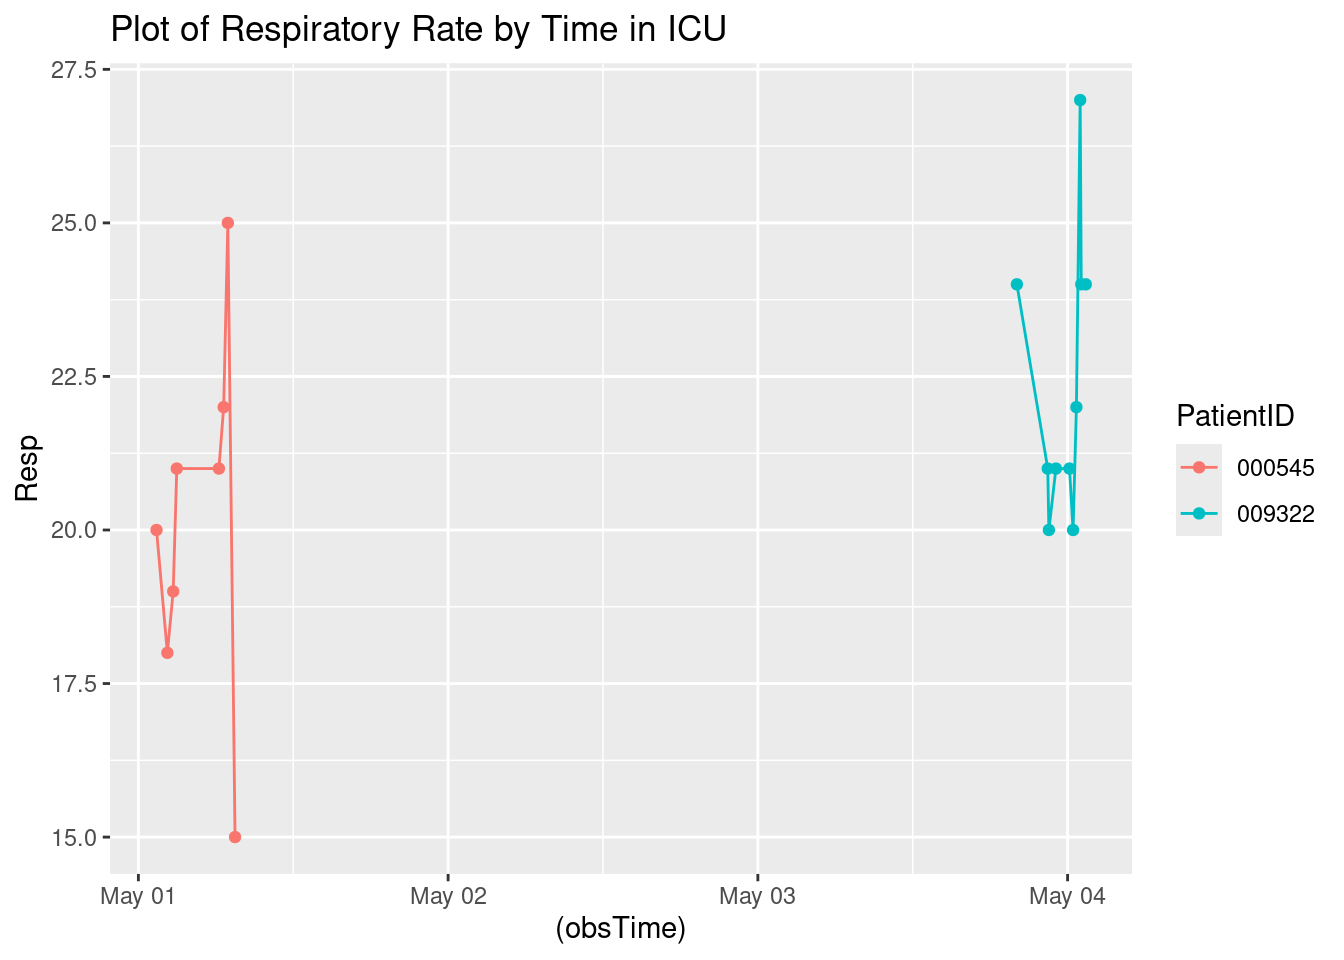 Plot of Respiratory Rate by Time in ICU
27.5
25.0
22.5
20.0
17.5
15.0
Resp
May 01
May 02
May 03
May 04
(obsTime)
PatientID
000545
009322